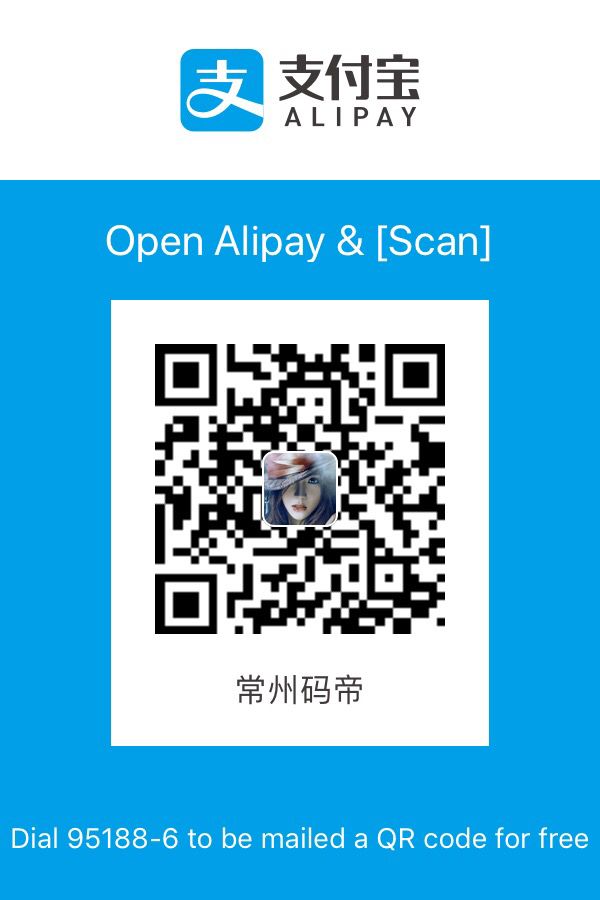 支付宝
ALIPAY
Open Alipay & [Scan]
常州码帝
Dial 95188-6 to be mailed a QR code for free